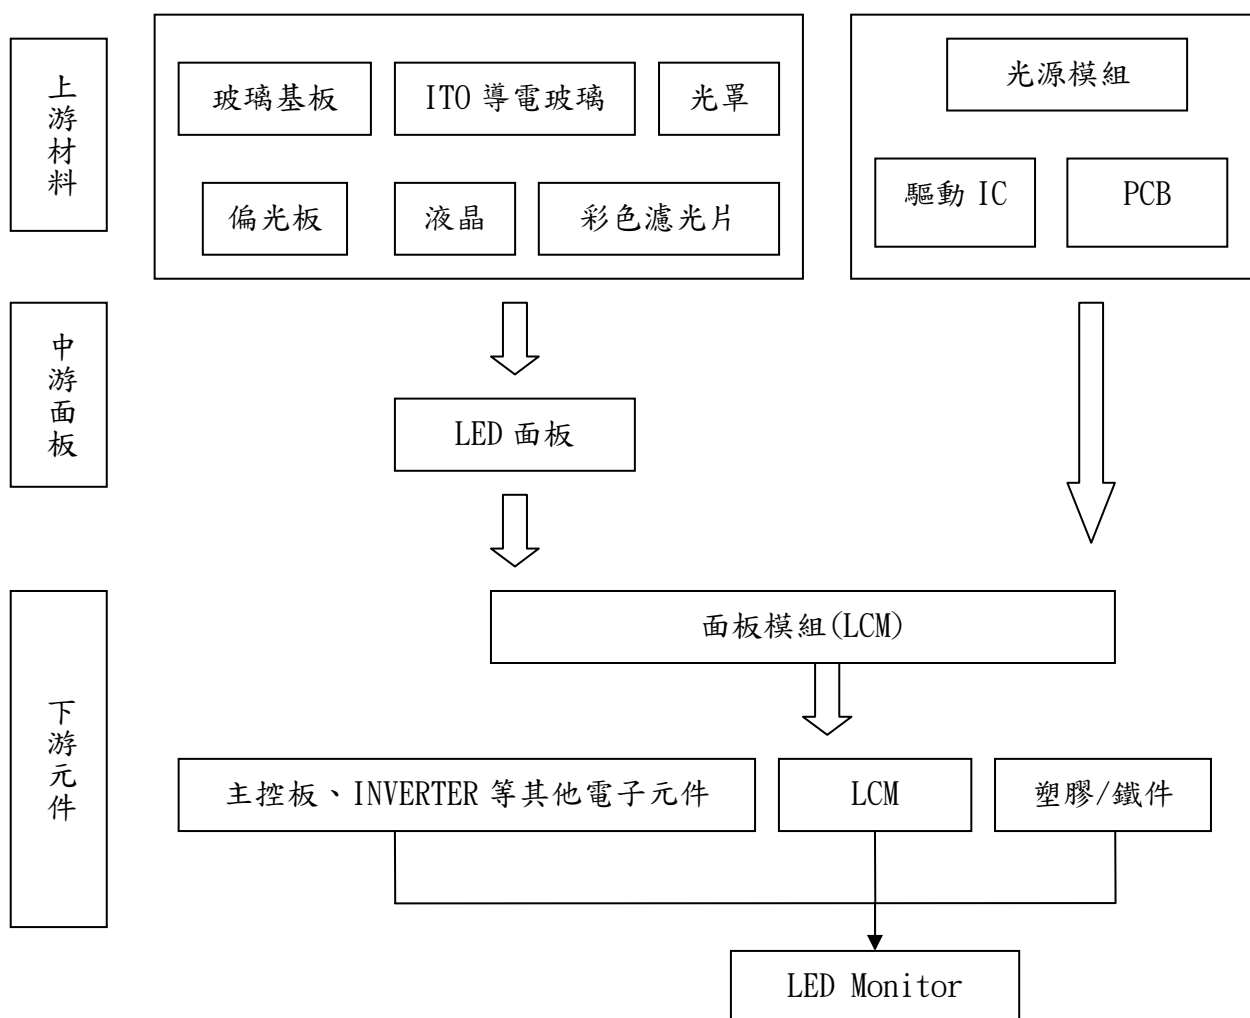 上游材料
玻璃基板
ITO 導電玻璃
光罩
偏光板
液晶
彩色濾光片
光源模組
驅動 IC
PCB
中游面板
LED 面板
下游元件
面板模組(LCM)
主控板、INVERTER 等其他電子元件
LCM
塑膠/鐵件
LED Monitor